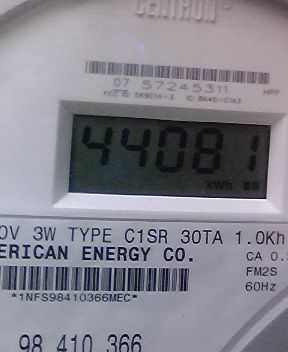 CENTRON®
07 57245311
HPP
44081
kWh
0V 3W TYPE C1SR 30TA 1.0Kh
ERICAN ENERGY CO.
CA 0.
FM2S
*1NFS98410366MEC*
60Hz
98 410 366